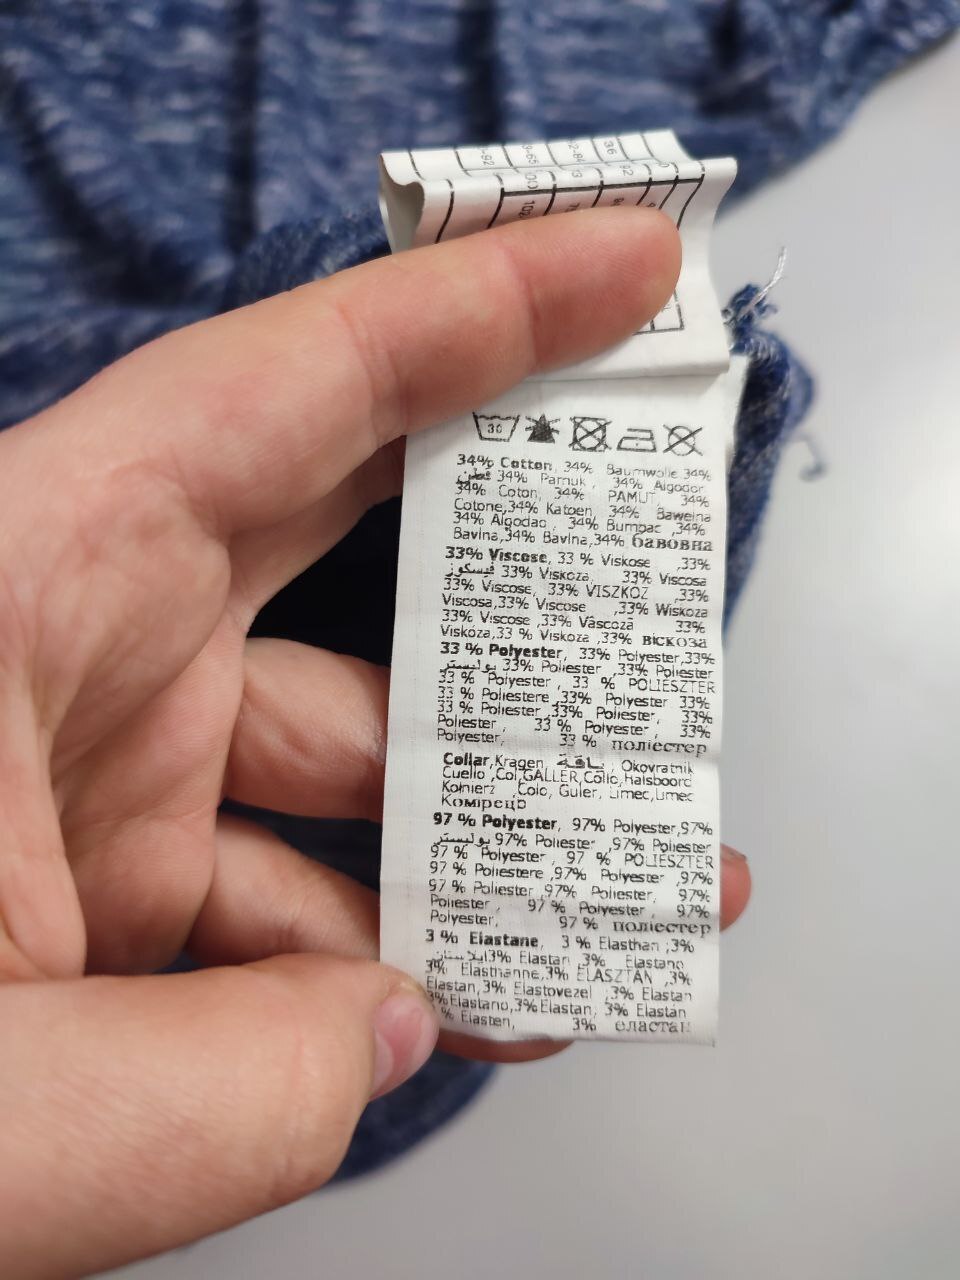 36
92
102
30
34% Cotton, 34% Baumwolle 34%
قطن 34% Pamuk, 34% Algodon
34% Coton, 34% PAMUT, 34%
Cotone,34% Katoen 34% Bawelna
34% Algodao, 34% Bumbac ,34%
Bavlna,34% Bavlna,34% бавовна
33% Viscose, 33 % Viskose ,33%
فيسكوز 33% Viskoza, 33% Viscosa
33% Viscose, 33% VISZKOZ ,33%
Viscosa,33% Viscose ,33% Wiskoza
33% Viscose ,33% Vascoza 33%
Viskóza,33 % Viskoza ,33% віскоза
33 % Polyester, 33% Polyester,33%
بوليستر 33% Poliester ,33% Poliester
33 % Polyester , 33 % POLIESZTER
33 % Poliestere ,33% Polyester 33%
33 % Poliester ,33% Poliester, 33%
Poliester , 33 % Polyester , 33%
Polyester, 33 % поліестер
Collar,Kragen, ياقة , Okovratnik
Cuello ,Col,GALLER,Collo,Halsboord
Kolnierz ,Colo, Guler, Limec,Limec
Комірець
97 % Polyester, 97% Polyester,97%
بوليستر 97% Poliester ,97% Poliester
97 % Polyester , 97 % POLIESZTER
97 % Poliestere ,97% Polyester ,97%
97 % Poliester ,97% Poliester, 97%
Poliester , 97 % Polyester , 97%
Polyester, 97 % поліестер
3 % Elastane, 3 % Elasthan ;3%
ايلاستان 3% Elastan ,3% Elastano
3% Elasthanne,3% ELASZTÁN ,3%
Elastan,3% Elastovezel ;3% Elastan
3%Elastano,3%Elastan, 3% Elastan
% Elasten, 3% еластан